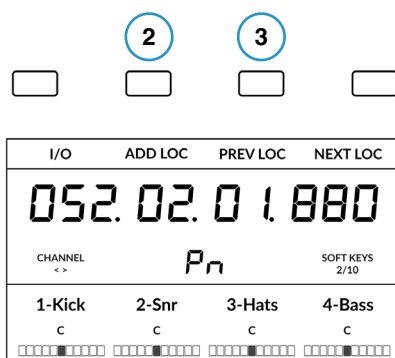 2 3
I/O ADD LOC PREV LOC NEXT LOC
052. 02. 01. 880
CHANNEL Pn SOFT KEYS
< > 2/10
1-Kick 2-Snr 3-Hats 4-Bass
C C C C